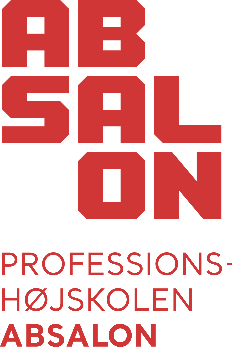 AB
SAL
ON
PROFESSIONS-
HØJSKOLEN
ABSALON